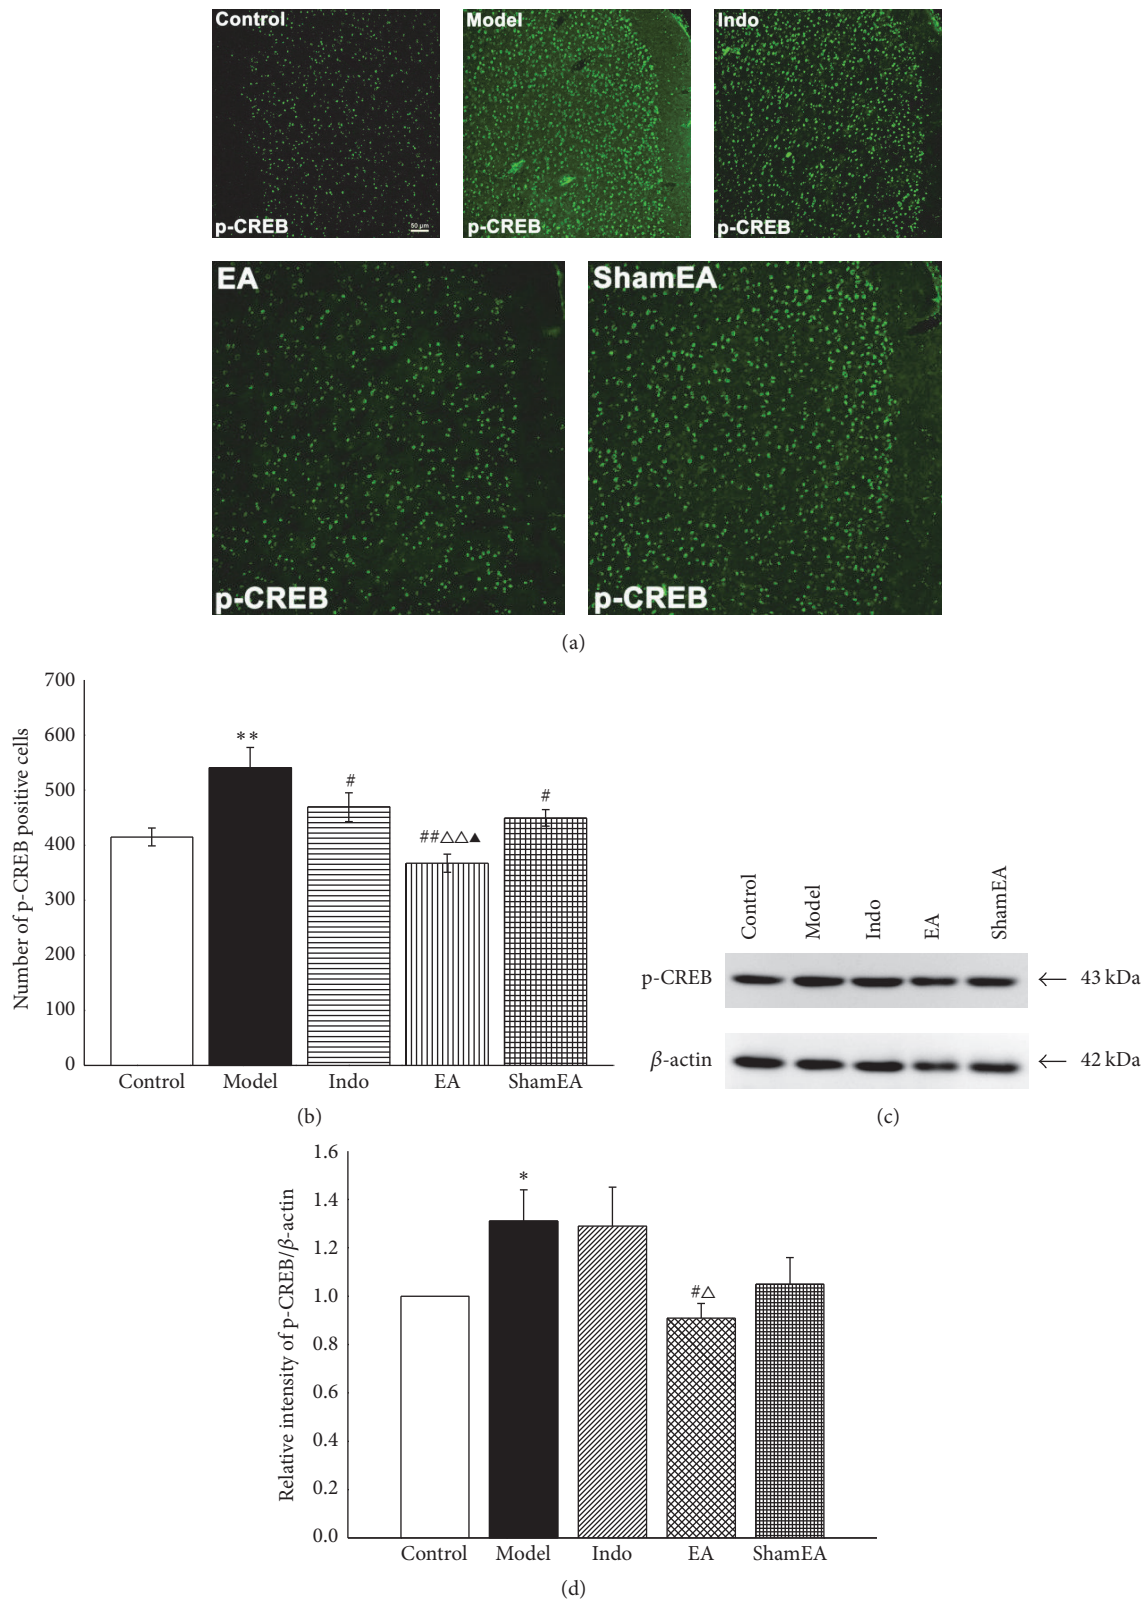 Control
Model
Indo
p-CREB
50 μm
p-CREB
p-CREB
EA
ShamEA
p-CREB
p-CREB
(a)
Number of p-CREB positive cells
700
600
500
400
300
200
100
0
**
#
##△△▲
#
Control
Model
Indo
EA
ShamEA
(b)
Control
Model
Indo
EA
ShamEA
p-CREB
← 43 kDa
β-actin
← 42 kDa
(c)
Relative intensity of p-CREB/β-actin
1.6
1.4
1.2
1.0
0.8
0.6
0.4
0.2
0.0
*
#△
Control
Model
Indo
EA
ShamEA
(d)